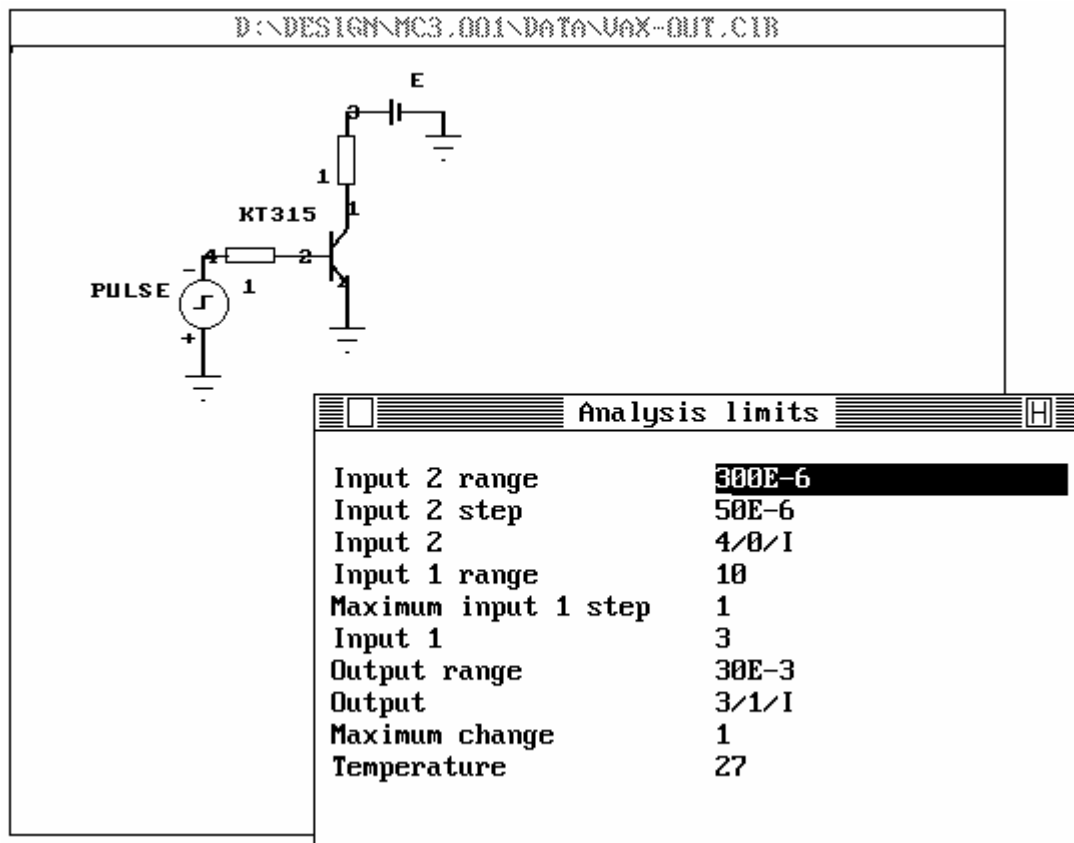 D:\DESIGN\MC3.001\DATA\VAX-OUT.CIR
E
3
1
KT315
1
4
2
PULSE
-
1
+
Analysis limits
H
Input 2 range 300E-6
Input 2 step 50E-6
Input 2 4/0/I
Input 1 range 10
Maximum input 1 step 1
Input 1 3
Output range 30E-3
Output 3/1/I
Maximum change 1
Temperature 27